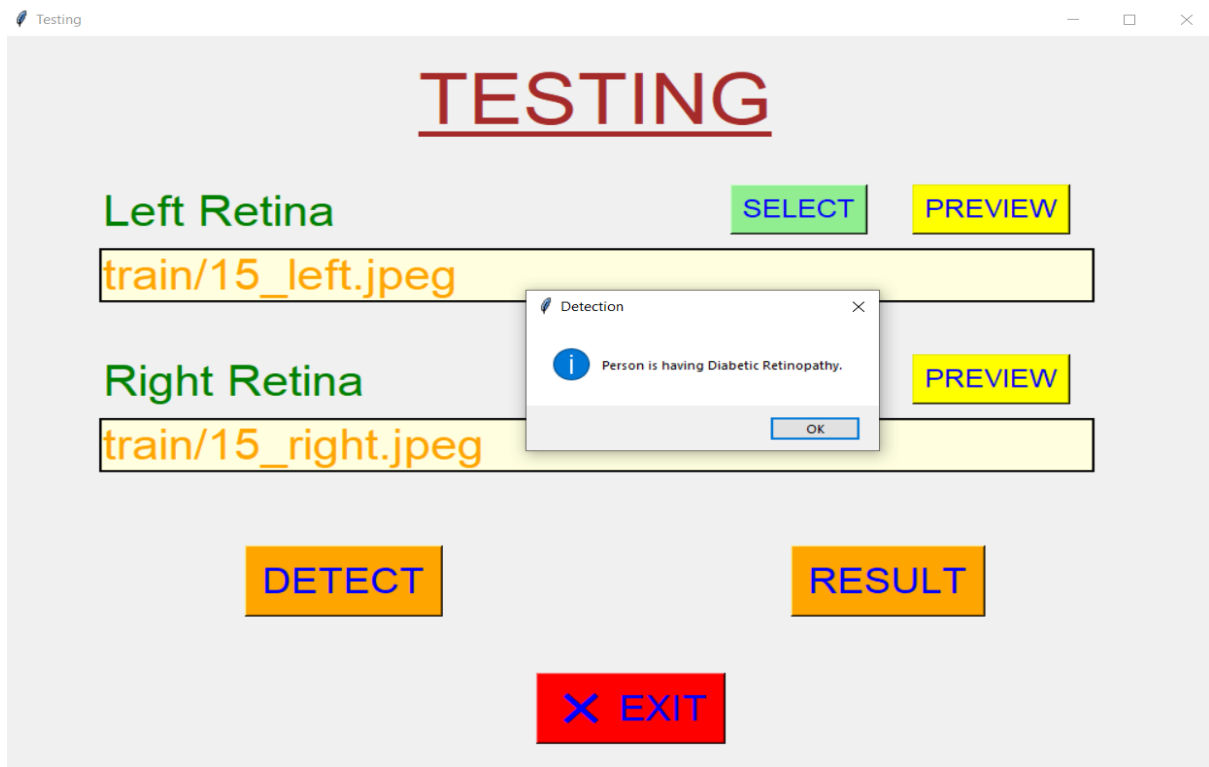 Testing
TESTING
Left Retina
SELECT
PREVIEW
train/15_left.jpeg
Detection
Person is having Diabetic Retinopathy.
OK
Right Retina
PREVIEW
train/15_right.jpeg
DETECT
RESULT
EXIT